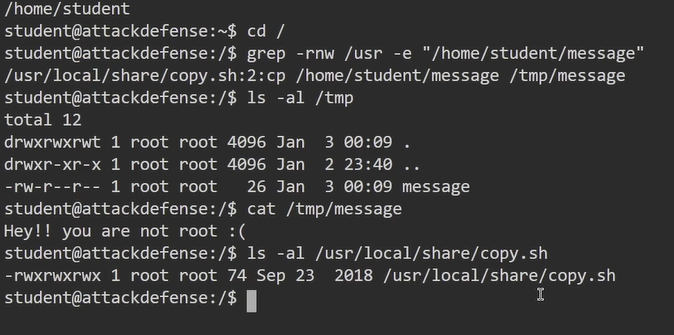 /home/student
student@attackdefense:~$ cd /
student@attackdefense:/$ grep -rnw /usr -e "/home/student/message"
/usr/local/share/copy.sh:2:cp /home/student/message /tmp/message
student@attackdefense:/$ ls -al /tmp
total 12
drwxrwxrwt 1 root root 4096 Jan  3 00:09 .
drwxr-xr-x 1 root root 4096 Jan  2 23:40 ..
-rw-r--r-- 1 root root   26 Jan  3 00:09 message
student@attackdefense:/$ cat /tmp/message
Hey!! you are not root :(
student@attackdefense:/$ ls -al /usr/local/share/copy.sh
-rwxrwxrwx 1 root root 74 Sep 23  2018 /usr/local/share/copy.sh
student@attackdefense:/$